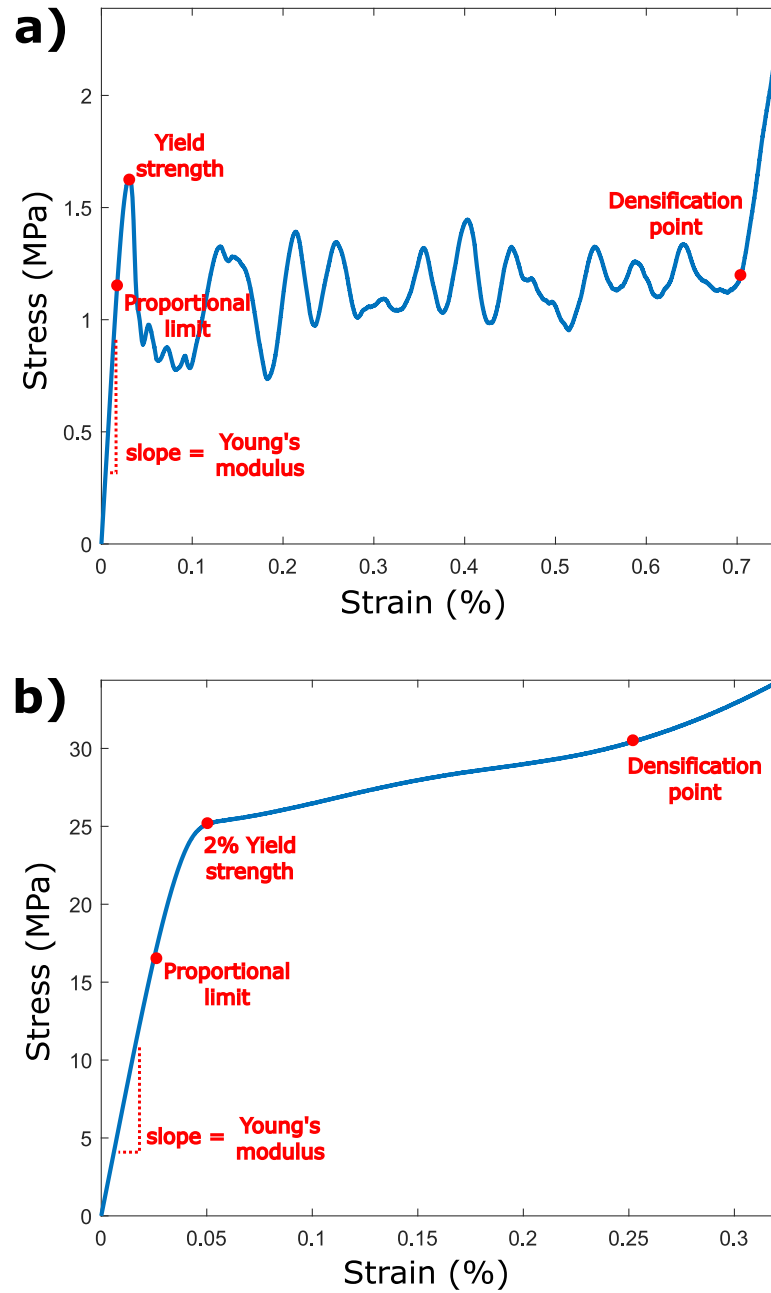 a)
Stress (MPa)
2
1.5
1
0.5
0
Yield
strength
Proportional
limit
slope = Young's
modulus
Densification
point
0 0.1 0.2 0.3 0.4 0.5 0.6 0.7
Strain (%)
b)
Stress (MPa)
30
25
20
15
10
5
0
Densification
point
2% Yield
strength
Proportional
limit
slope = Young's
modulus
0 0.05 0.1 0.15 0.2 0.25 0.3
Strain (%)